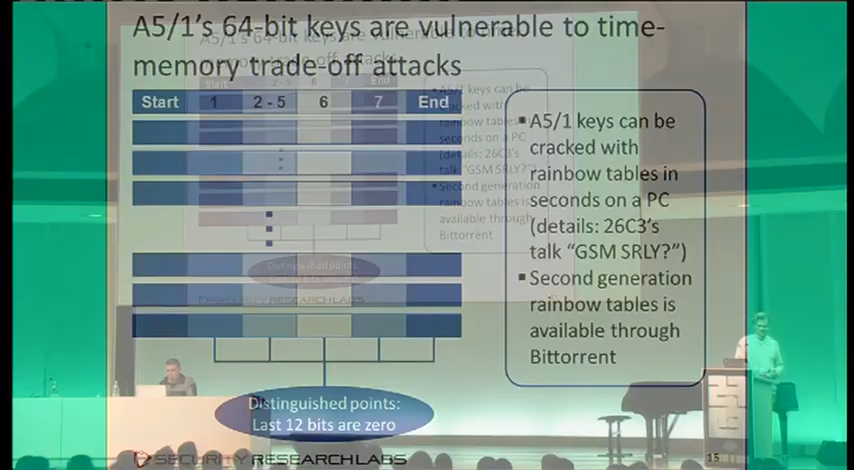 A5/1's 64-bit keys are vulnerable to time-
memory trade-off attacks
Start 1 2 - 5 6 7 End
▪ A5/1 keys can be
cracked with
rainbow tables in
seconds on a PC
(details: 26C3's
talk "GSM SRLY?")
▪ Second generation
rainbow tables is
available through
Bittorrent
Distinguished points:
Last 12 bits are zero
SECURITY RESEARCH LABS
15